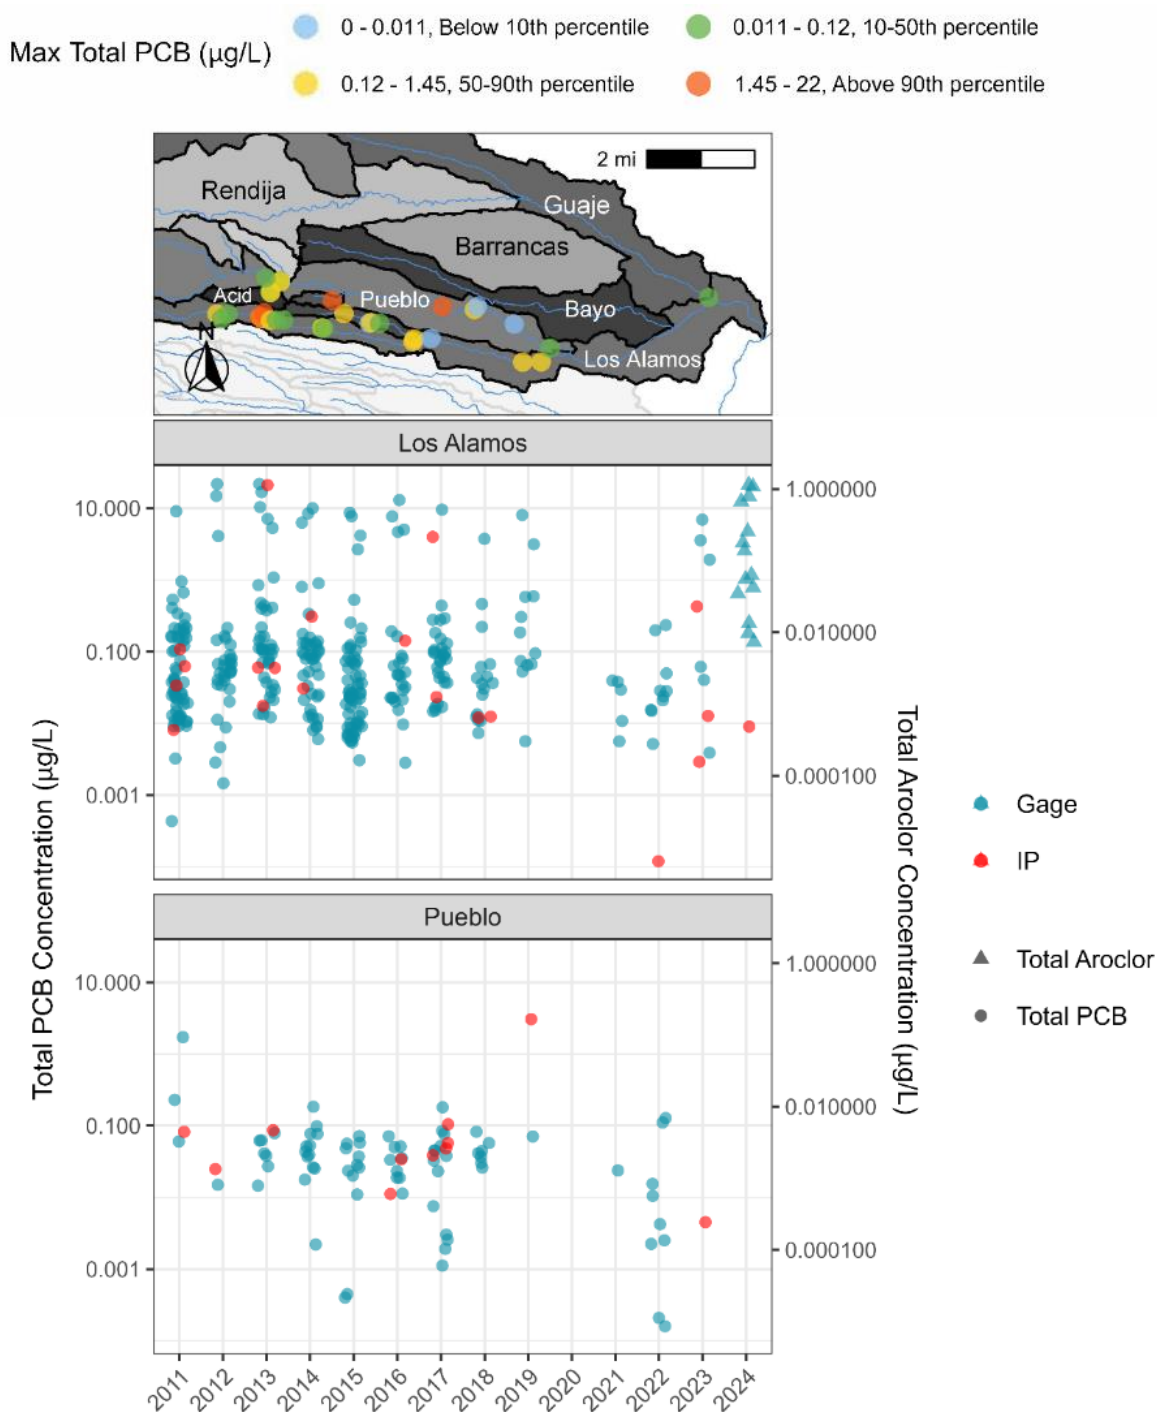 Max Total PCB (µg/L)
0 - 0.011, Below 10th percentile
0.011 - 0.12, 10-50th percentile
0.12 - 1.45, 50-90th percentile
1.45 - 22, Above 90th percentile
2 mi
Rendija
Guaje
Barrancas
Acid
Pueblo
Bayo
Los Alamos
N
Los Alamos
10.000
0.100
0.001
1.000000
0.010000
0.000100
Pueblo
10.000
0.100
0.001
1.000000
0.010000
0.000100
Total PCB Concentration (µg/L)
Total Aroclor Concentration (µg/L)
2011
2012
2013
2014
2015
2016
2017
2018
2019
2020
2021
2022
2023
2024
Gage
IP
Total Aroclor
Total PCB